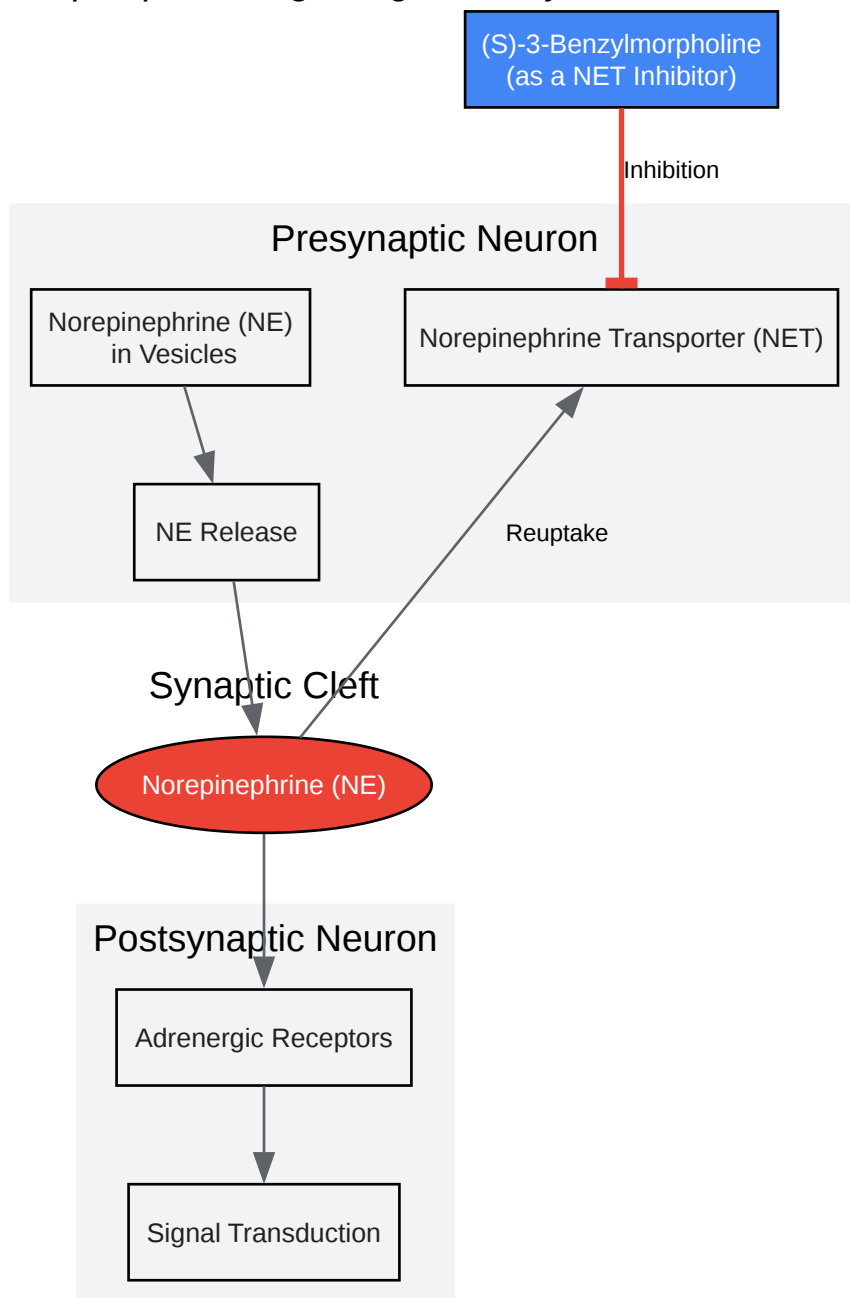 (S)-3-Benzylmorpholine
(as a NET Inhibitor)
Inhibition
Presynaptic Neuron
Norepinephrine (NE)
in Vesicles
Norepinephrine Transporter (NET)
NE Release
Reuptake
Synaptic Cleft
Norepinephrine (NE)
Postsynaptic Neuron
Adrenergic Receptors
Signal Transduction